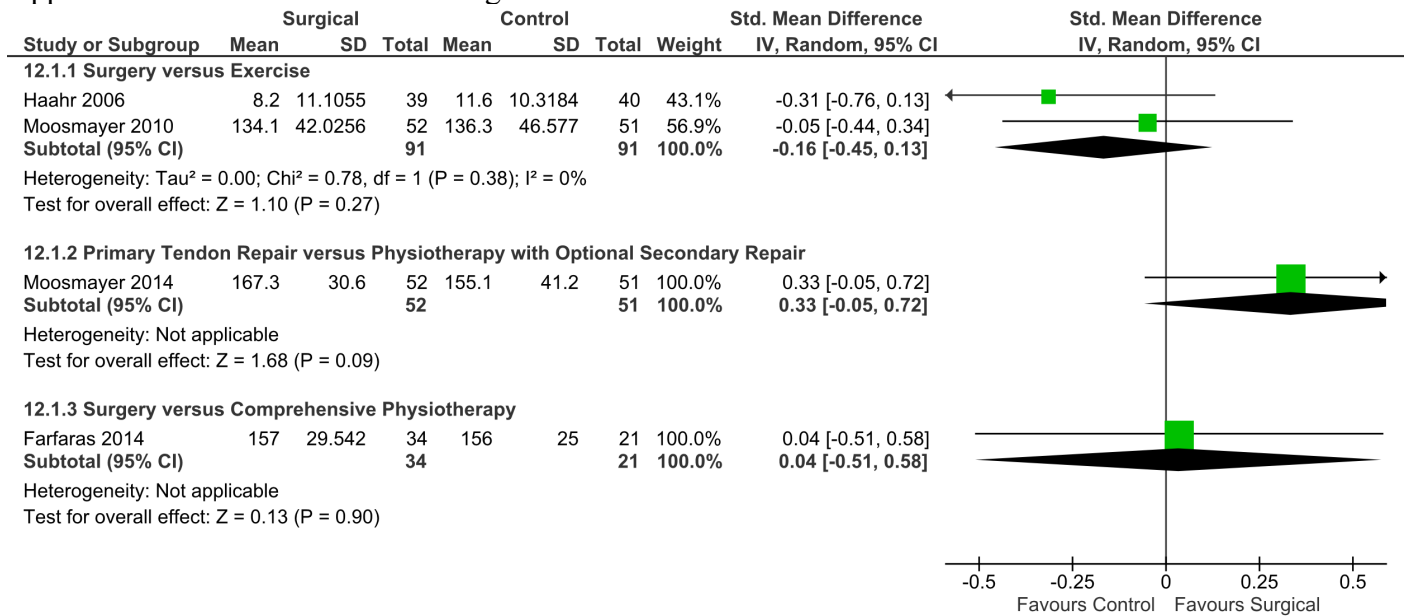 Surgical Control Std. Mean Difference Std. Mean Difference
Study or Subgroup Mean SD Total Mean SD Total Weight IV, Random, 95% CI IV, Random, 95% CI
12.1.1 Surgery versus Exercise
Haahr 2006 8.2 11.1055 39 11.6 10.3184 40 43.1% -0.31 [-0.76, 0.13]
Moosmayer 2010 134.1 42.0256 52 136.3 46.577 51 56.9% -0.05 [-0.44, 0.34]
Subtotal (95% CI) 91 91 100.0% -0.16 [-0.45, 0.13]
Heterogeneity: Tau² = 0.00; Chi² = 0.78, df = 1 (P = 0.38); I² = 0%
Test for overall effect: Z = 1.10 (P = 0.27)
12.1.2 Primary Tendon Repair versus Physiotherapy with Optional Secondary Repair
Moosmayer 2014 167.3 30.6 52 155.1 41.2 51 100.0% 0.33 [-0.05, 0.72]
Subtotal (95% CI) 52 51 100.0% 0.33 [-0.05, 0.72]
Heterogeneity: Not applicable
Test for overall effect: Z = 1.68 (P = 0.09)
12.1.3 Surgery versus Comprehensive Physiotherapy
Farfaras 2014 157 29.542 34 156 25 21 100.0% 0.04 [-0.51, 0.58]
Subtotal (95% CI) 34 21 100.0% 0.04 [-0.51, 0.58]
Heterogeneity: Not applicable
Test for overall effect: Z = 0.13 (P = 0.90)
-0.5 -0.25 0 0.25 0.5
Favours Control Favours Surgical